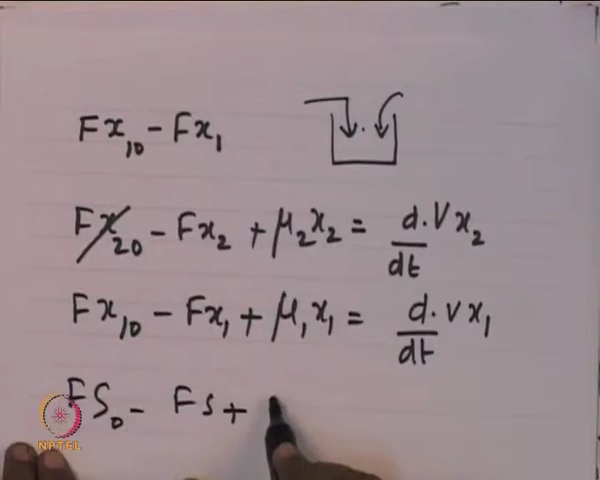 Fx₁₀ - Fx₁
Fx₂₀ - Fx₂ + μ₂x₂ = d·Vx₂/dt
Fx₁₀ - Fx₁ + μ₁x₁ = d·Vx₁/dt
FS₀ - Fs +
NPTEL